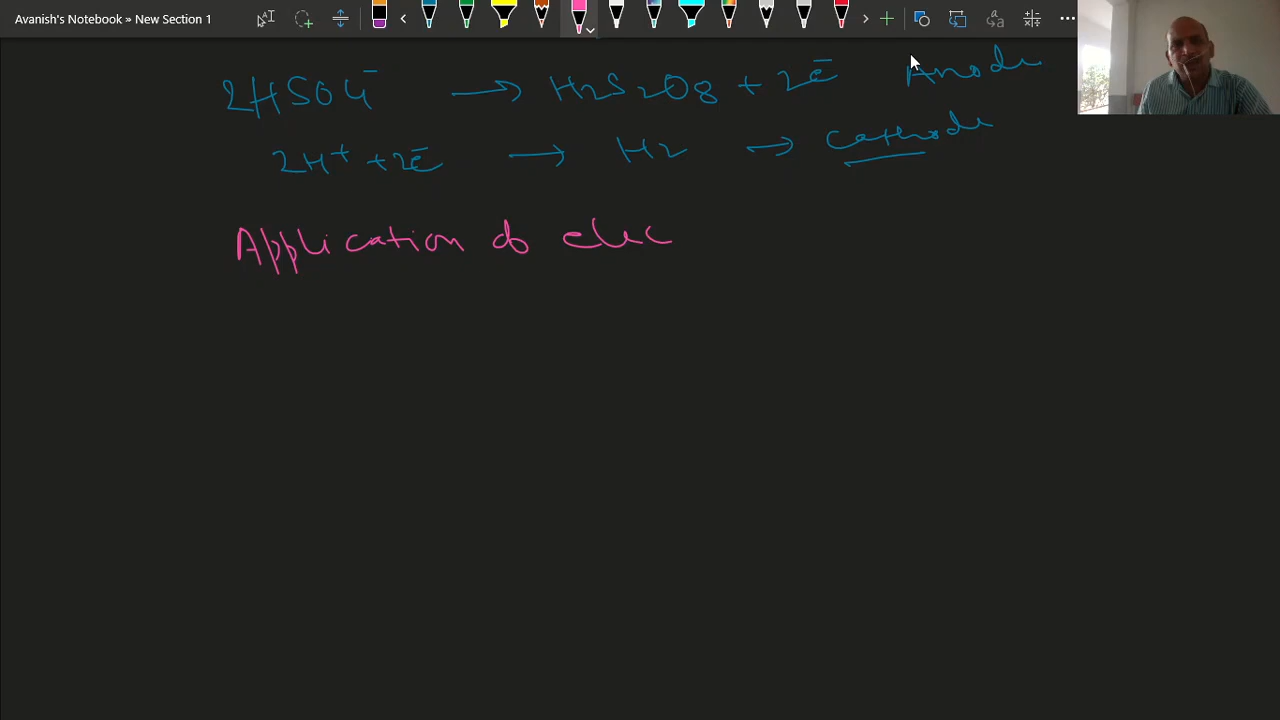 Avanish's Notebook » New Section 1
2HSO4⁻ → H2S2O8 + 2e⁻ Anode
2H⁺ + 2e⁻ → H2 → Cathode
Application of elec